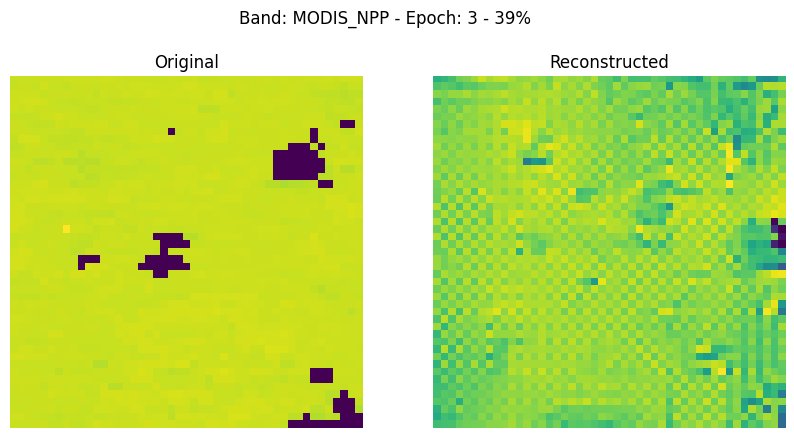 Band: MODIS_NPP - Epoch: 3 - 39%
Original
Reconstructed